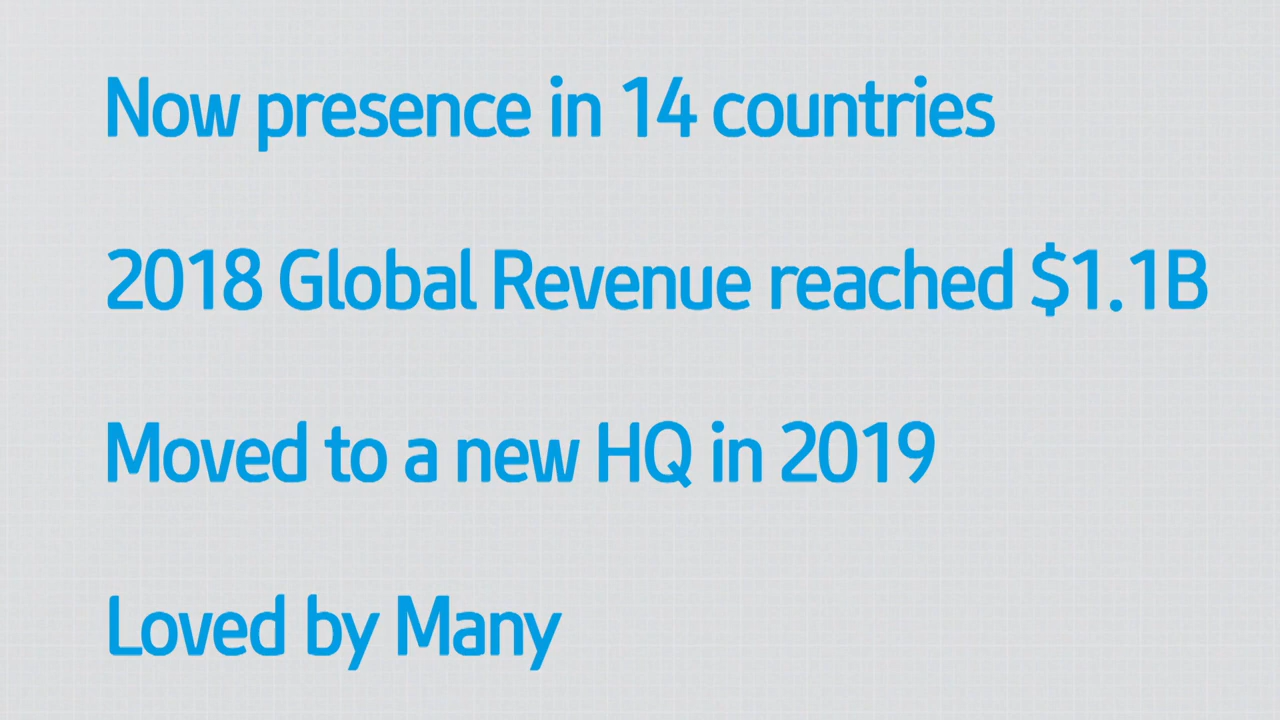 Now presence in 14 countries
2018 Global Revenue reached $1.1B
Moved to a new HQ in 2019
Loved by Many